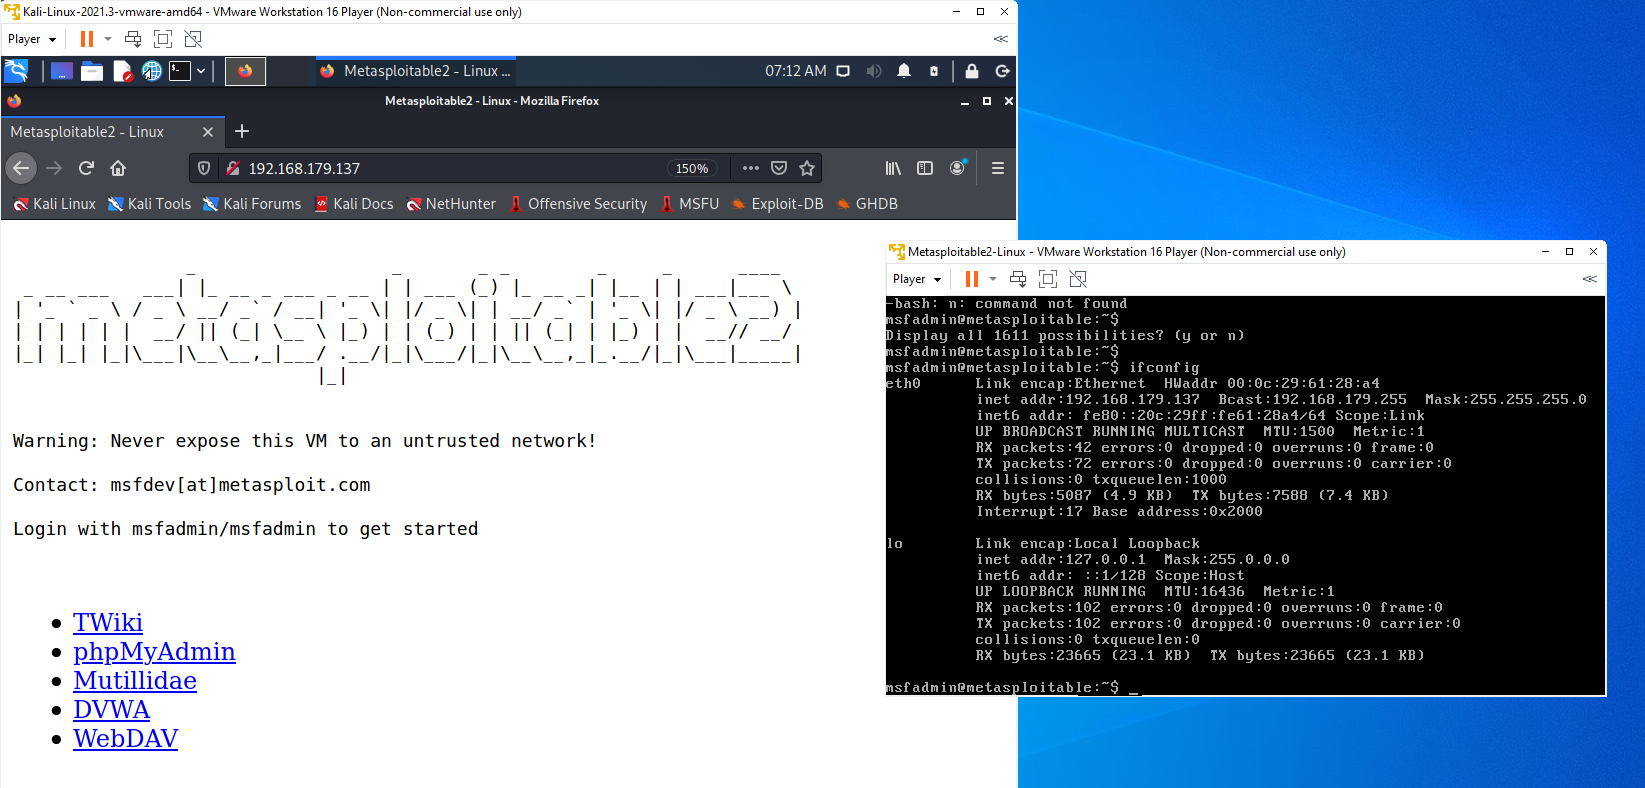 Kali-Linux-2021.3-vmware-amd64 - VMware Workstation 16 Player (Non-commercial use only)
Player
Metasploitable2 - Linux ...
07:12 AM
Metasploitable2 - Linux - Mozilla Firefox
Metasploitable2 - Linux
192.168.179.137
150%
Kali Linux
Kali Tools
Kali Forums
Kali Docs
NetHunter
Offensive Security
MSFU
Exploit-DB
GHDB
metasploitable2
Warning: Never expose this VM to an untrusted network!
Contact: msfdev[at]metasploit.com
Login with msfadmin/msfadmin to get started
TWiki
phpMyAdmin
Mutillidae
DVWA
WebDAV
Metasploitable2-Linux - VMware Workstation 16 Player (Non-commercial use only)
Player
-bash: n: command not found
msfadmin@metasploitable:~$
Display all 1611 possibilities? (y or n)
msfadmin@metasploitable:~$
msfadmin@metasploitable:~$ ifconfig
eth0 Link encap:Ethernet HWaddr 00:0c:29:61:28:a4
inet addr:192.168.179.137 Bcast:192.168.179.255 Mask:255.255.255.0
inet6 addr: fe80::20c:29ff:fe61:28a4/64 Scope:Link
UP BROADCAST RUNNING MULTICAST MTU:1500 Metric:1
RX packets:42 errors:0 dropped:0 overruns:0 frame:0
TX packets:72 errors:0 dropped:0 overruns:0 carrier:0
collisions:0 txqueuelen:1000
RX bytes:5087 (4.9 KB) TX bytes:7588 (7.4 KB)
Interrupt:17 Base address:0x2000
lo Link encap:Local Loopback
inet addr:127.0.0.1 Mask:255.0.0.0
inet6 addr: ::1/128 Scope:Host
UP LOOPBACK RUNNING MTU:16436 Metric:1
RX packets:102 errors:0 dropped:0 overruns:0 frame:0
TX packets:102 errors:0 dropped:0 overruns:0 carrier:0
collisions:0 txqueuelen:0
RX bytes:23665 (23.1 KB) TX bytes:23665 (23.1 KB)
msfadmin@metasploitable:~$ _